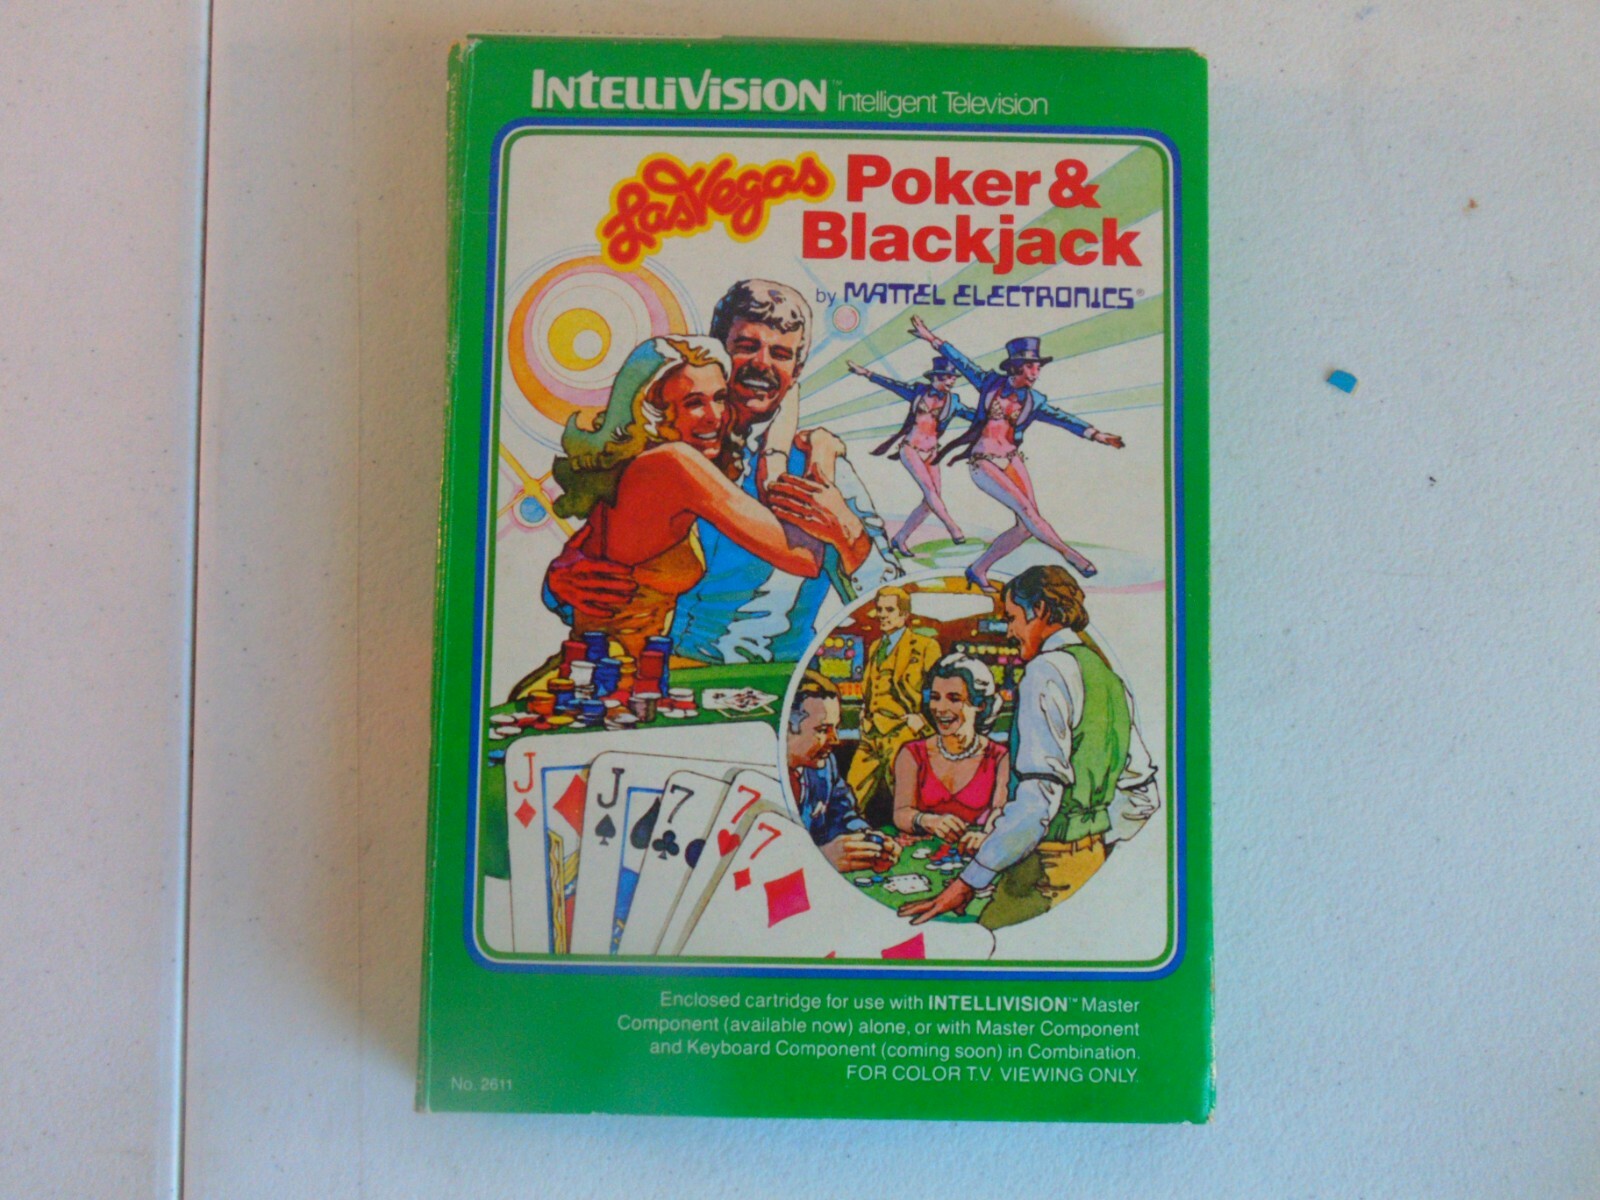 INTELLIVISION™ Intelligent Television
Las Vegas Poker &
Blackjack
by MATTEL ELECTRONICS®
J J 7 7 7
Enclosed cartridge for use with INTELLIVISION™ Master
Component (available now) alone, or with Master Component
and Keyboard Component (coming soon) in Combination.
FOR COLOR T.V. VIEWING ONLY.
No. 2611